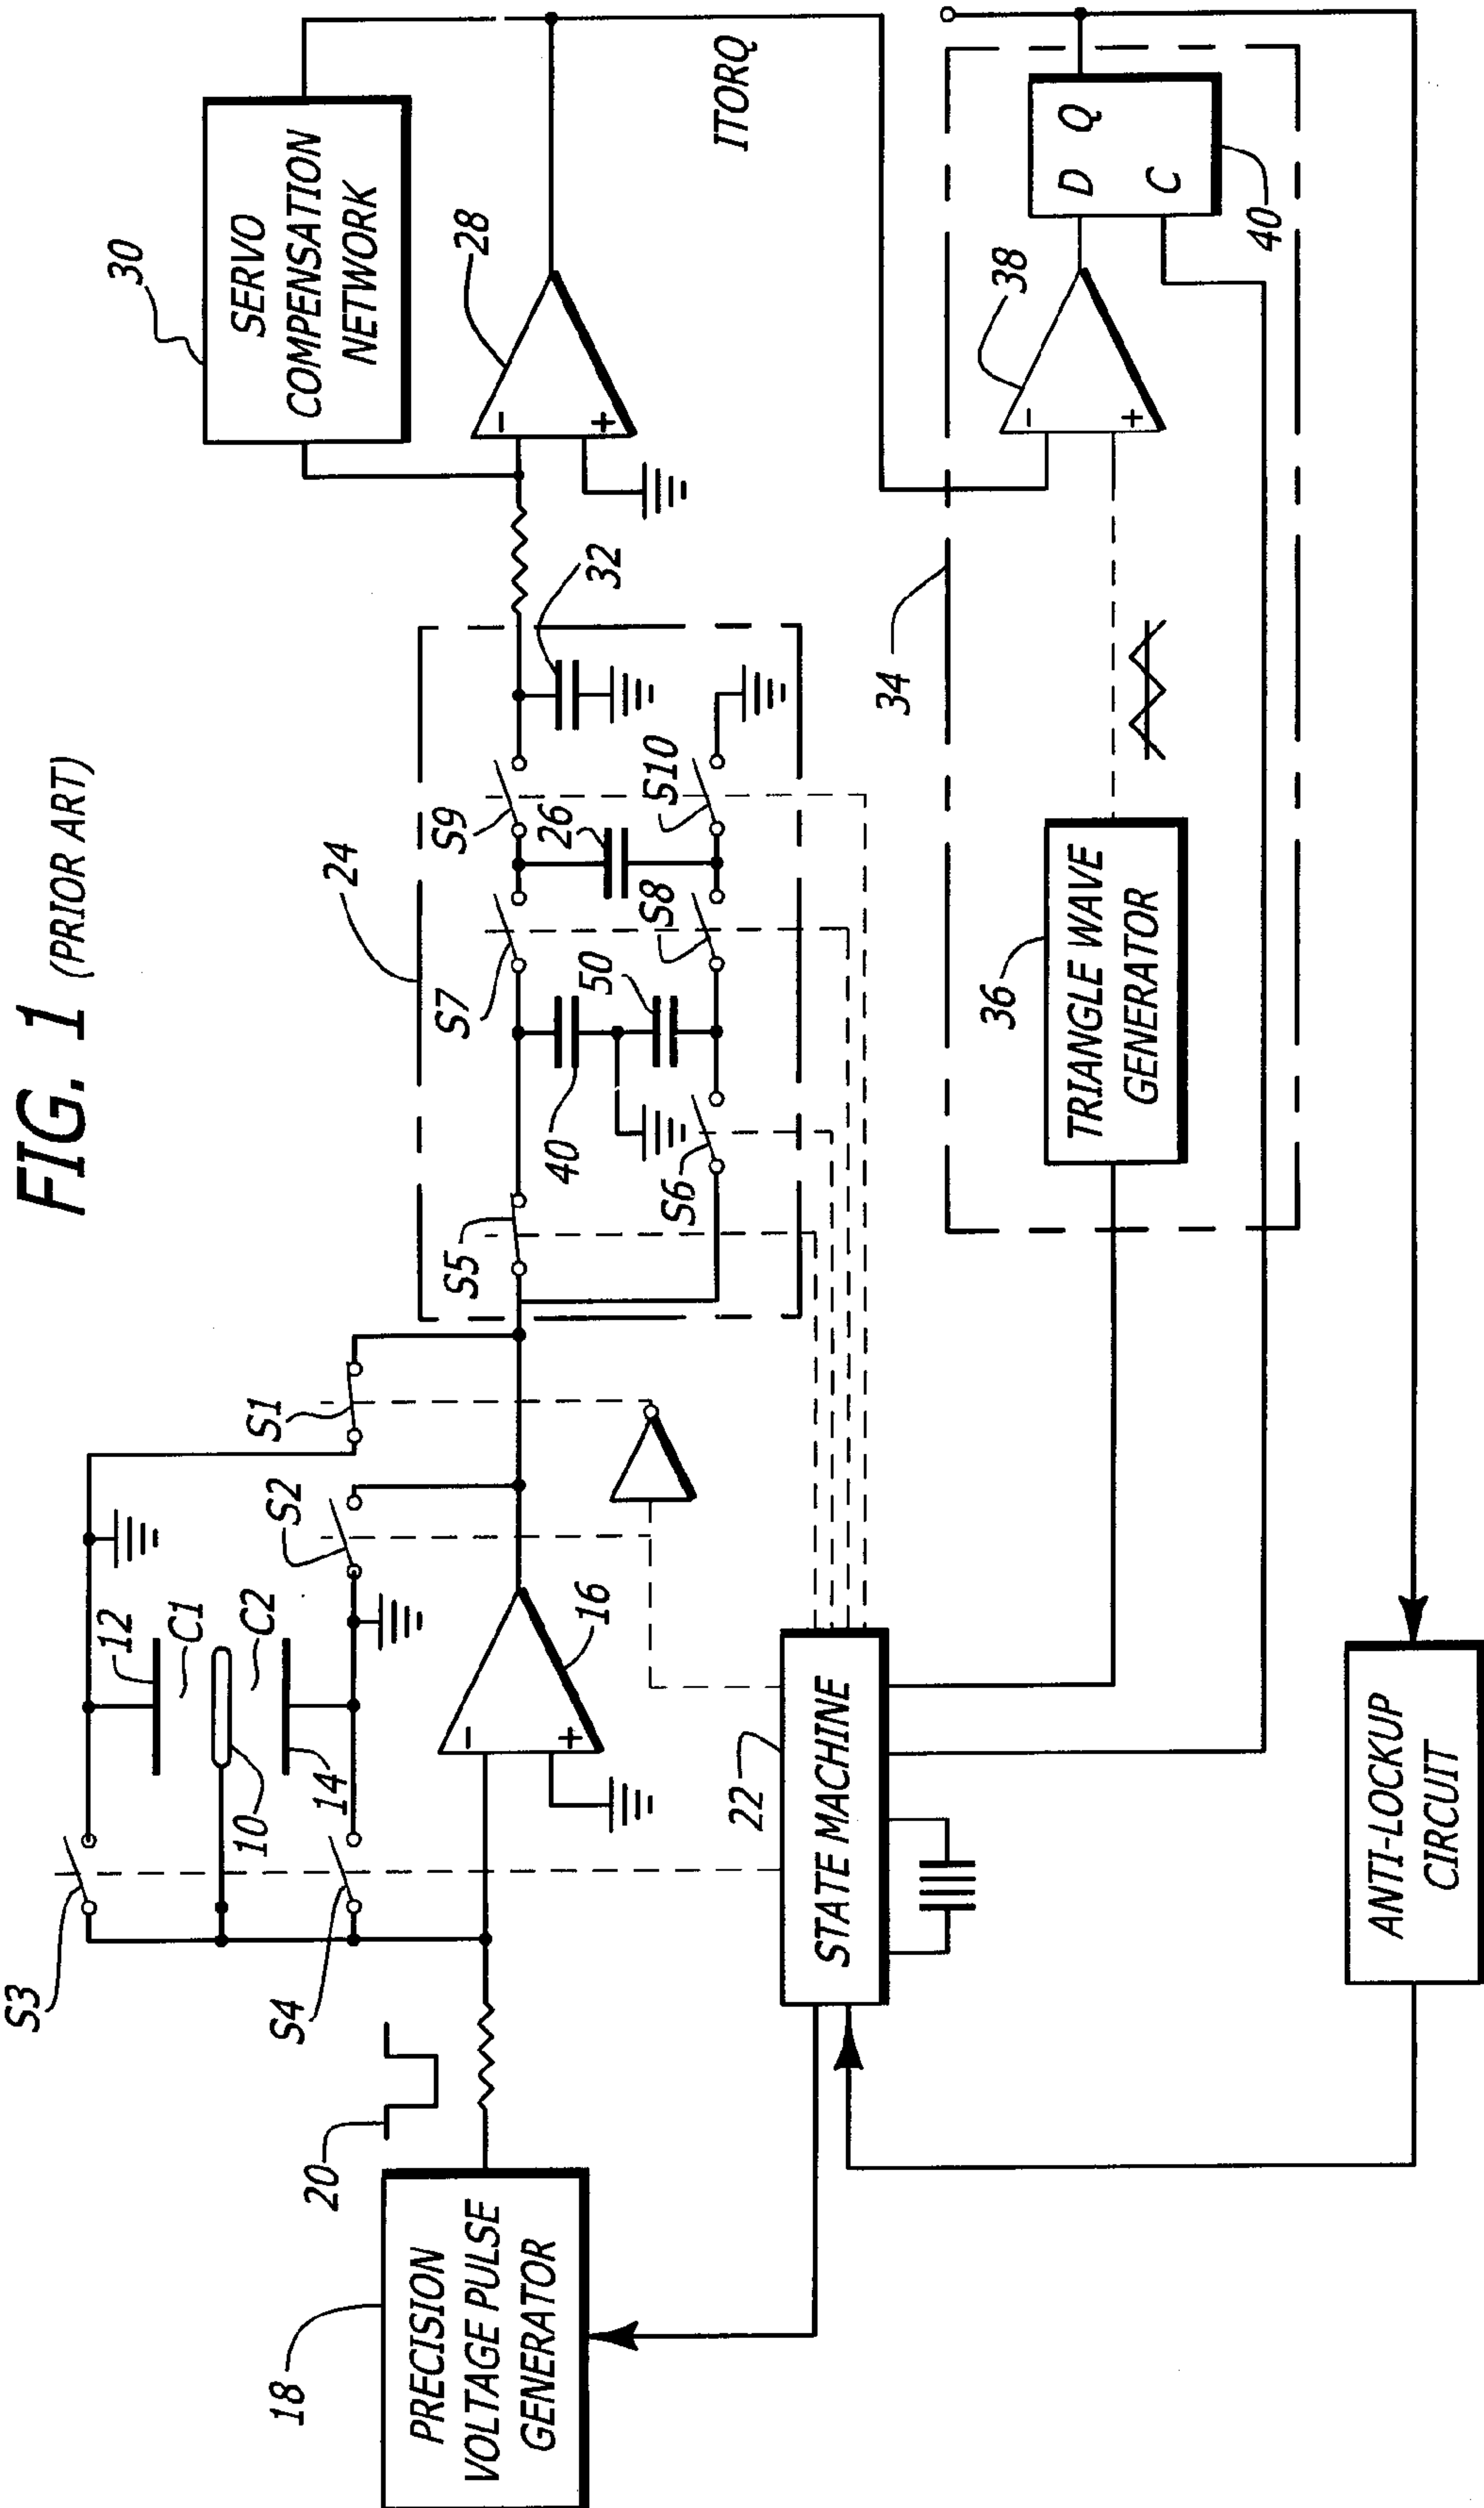 FIG. 1 (PRIOR ART)
30
SERVO
COMPENSATION
NETWORK
S3
S4
12
C1
C2
10
14
S2
S1
24
S5
S6
S7
S8
S9
S10
40
50
26
32
28
-
+
ITORQ
20
18
PRECISION
VOLTAGE PULSE
GENERATOR
16
-
+
22
STATE MACHINE
34
36
TRIANGLE WAVE
GENERATOR
38
-
+
D Q
C
40
ANTI-LOCKUP
CIRCUIT